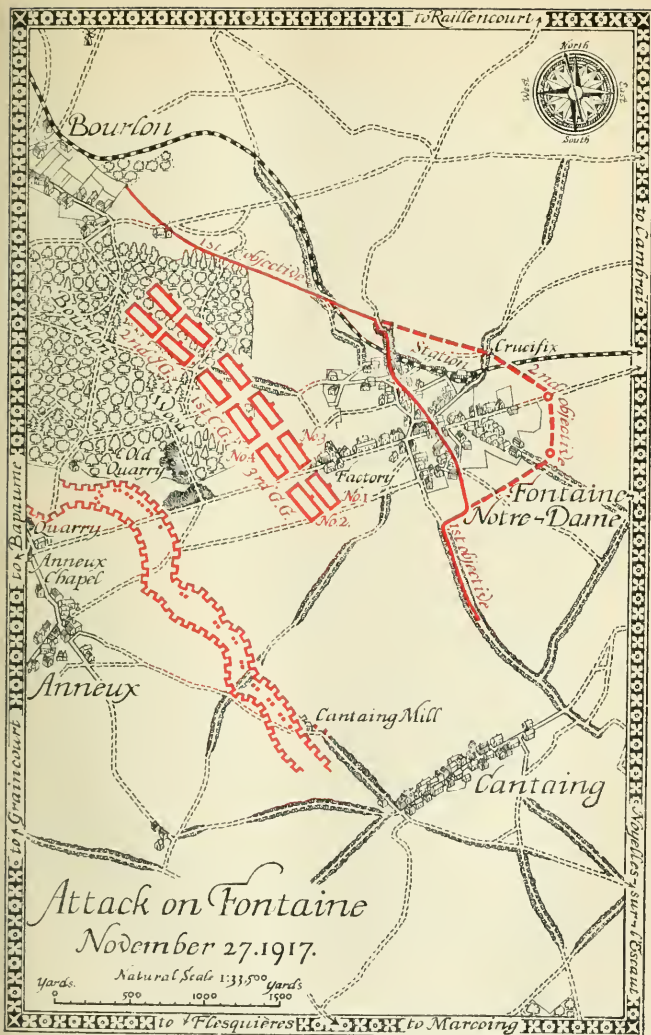 to Raillencourt
North
West
East
South
Bourlon
to Cambrai
1st objective
Bourlon
Wood
Station
Crucifix
2nd objective
2nd C.G.
1st C.G.
3rd G.G.
No. 3.
No. 4.
No. 1.
No. 2.
Old
Quarry
Factory
Fontaine
Notre-Dame
1st objective
to Bapaume
Quarry
Anneux
Chapel
Anneux
Cantaing Mill
Cantaing
to Graincourt
Noyelles-sur-l'Escaut
Attack on Fontaine
November 27.1917.
Natural Scale 1:33,500
Yards
0
500
1000
1500
yards
to Flesquières
to Marcoing